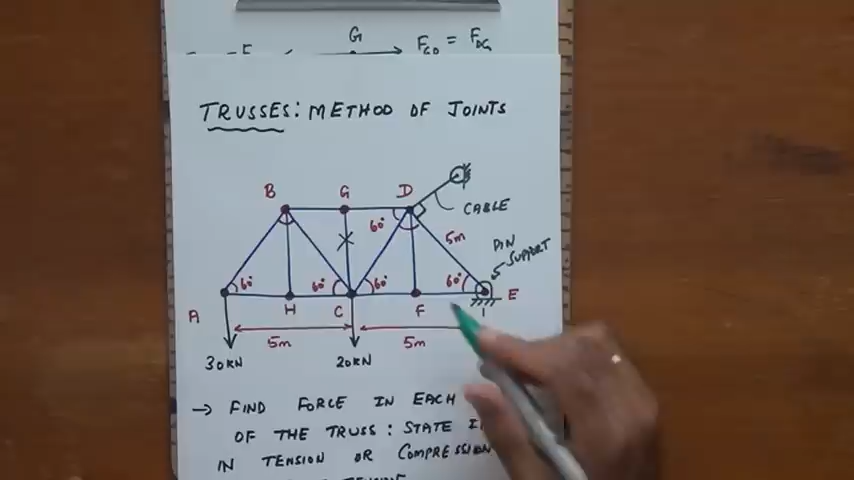 G
F_CD = F_DG
TRUSSES: METHOD OF JOINTS
B G D
CABLE
60°
5m
PIN SUPPORT
60° 60° 60° 60°
A H C F E
5m 5m
30KN 20KN
→ FIND FORCE IN EACH
OF THE TRUSS: STATE I
IN TENSION OR COMPRESSION